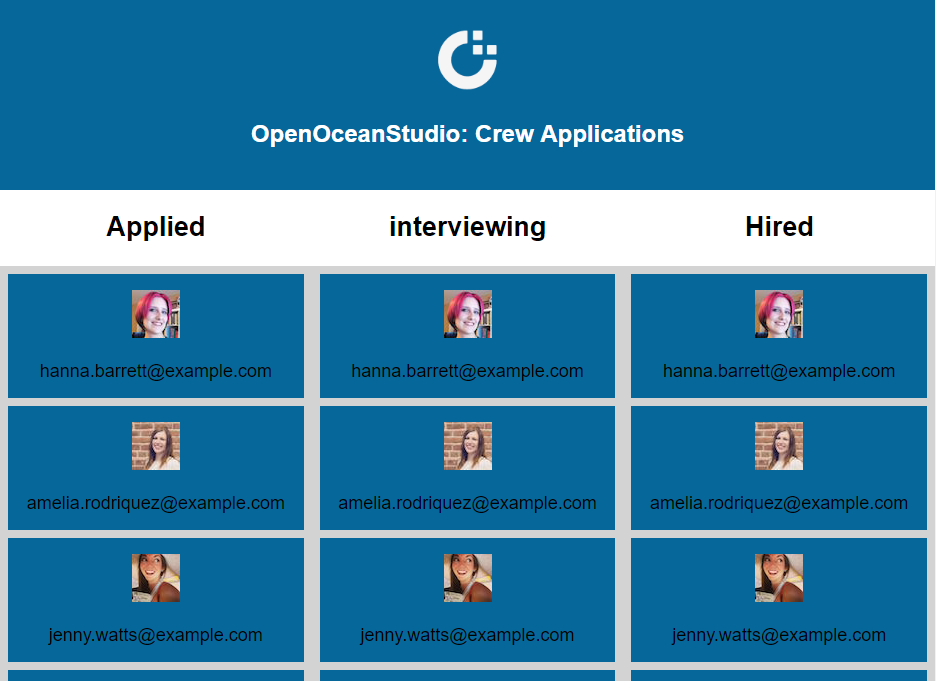 OpenOceanStudio: Crew Applications
Applied interviewing Hired
hanna.barrett@example.com hanna.barrett@example.com hanna.barrett@example.com
amelia.rodriquez@example.com amelia.rodriquez@example.com amelia.rodriquez@example.com
jenny.watts@example.com jenny.watts@example.com jenny.watts@example.com